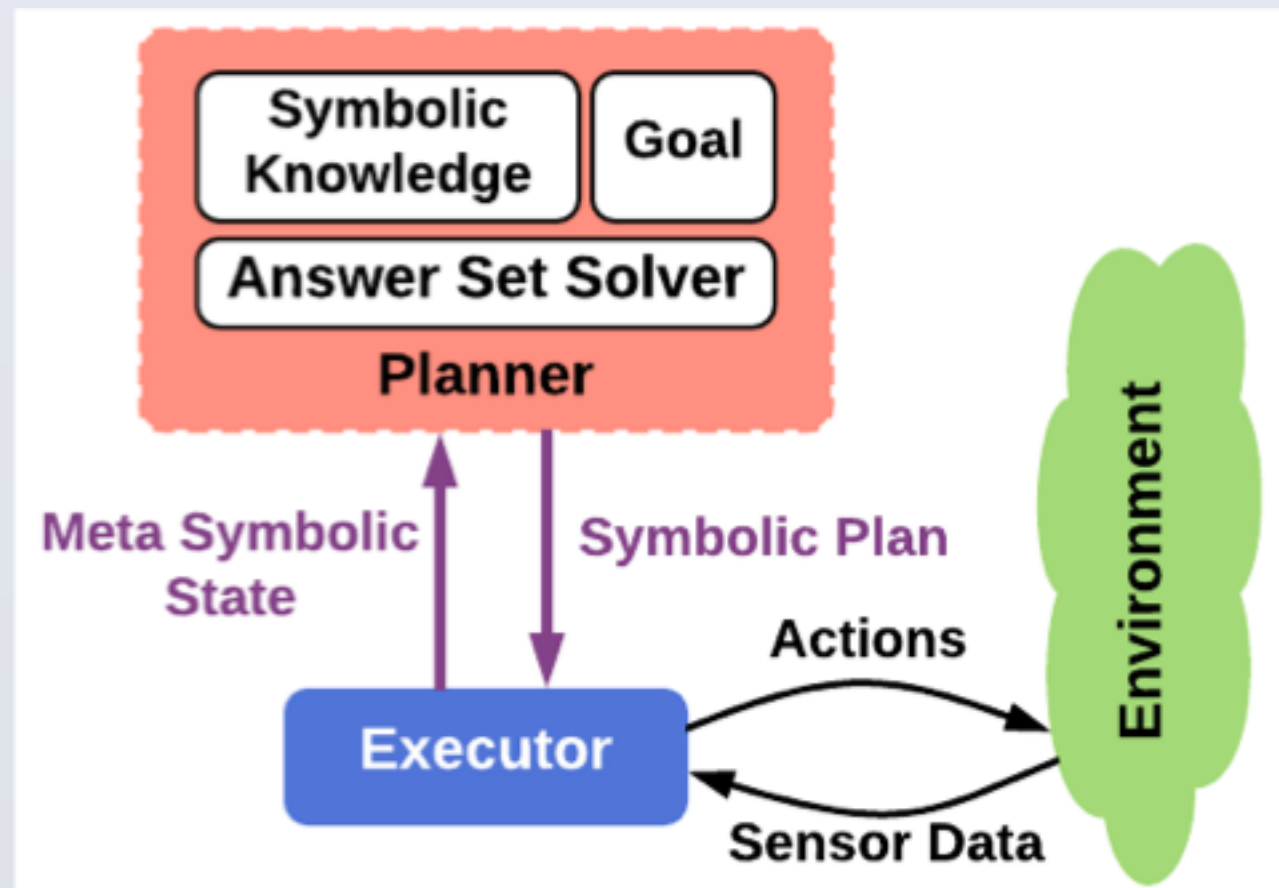 Symbolic
Knowledge
Goal
Answer Set Solver
Planner
Meta Symbolic
State
Symbolic Plan
Actions
Environment
Executor
Sensor Data